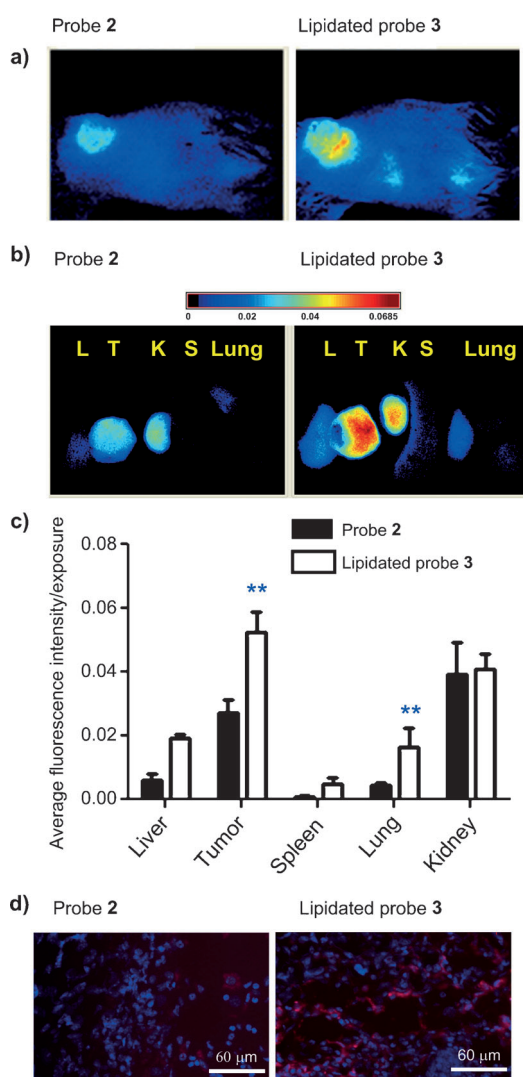 Probe 2 Lipidated probe 3
a)
b)
Probe 2 Lipidated probe 3
0 0.02 0.04 0.0685
L T K S Lung L T K S Lung
c)
Probe 2
Lipidated probe 3
Average fluorescence intensity/exposure
0.08
0.06
0.04
0.02
0.00
** **
Liver Tumor Spleen Lung Kidney
d)
Probe 2 Lipidated probe 3
60 μm 60 μm